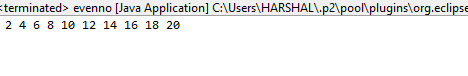 <terminated> evenno [Java Application] C:\Users\HARSHAL\.p2\pool\plugins\org.eclipse
2 4 6 8 10 12 14 16 18 20